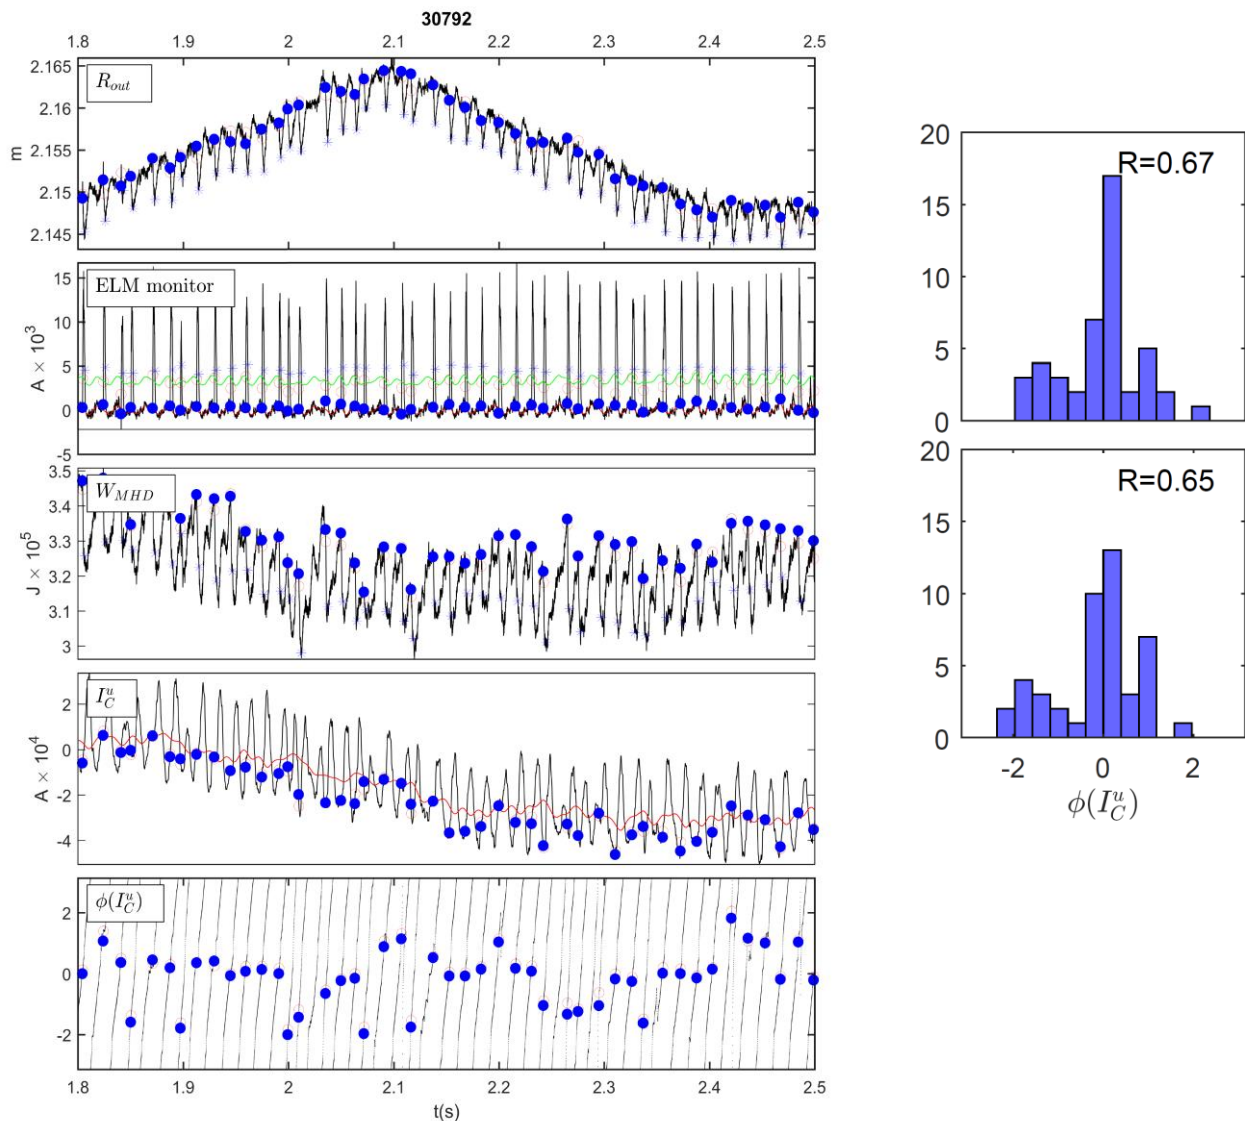 30792
1.8 1.9 2 2.1 2.2 2.3 2.4 2.5
R_out
2.165
2.16
2.155
2.15
2.145
m
ELM monitor
15
10
5
0
-5
A × 10^3
W_MHD
3.5
3.4
3.3
3.2
3.1
3
J × 10^5
I_C^u
2
0
-2
-4
A × 10^4
ϕ(I_C^u)
2
0
-2
1.8 1.9 2 2.1 2.2 2.3 2.4 2.5
t(s)
R=0.67
20
15
10
5
0
R=0.65
20
15
10
5
0
-2 0 2
ϕ(I_C^u)